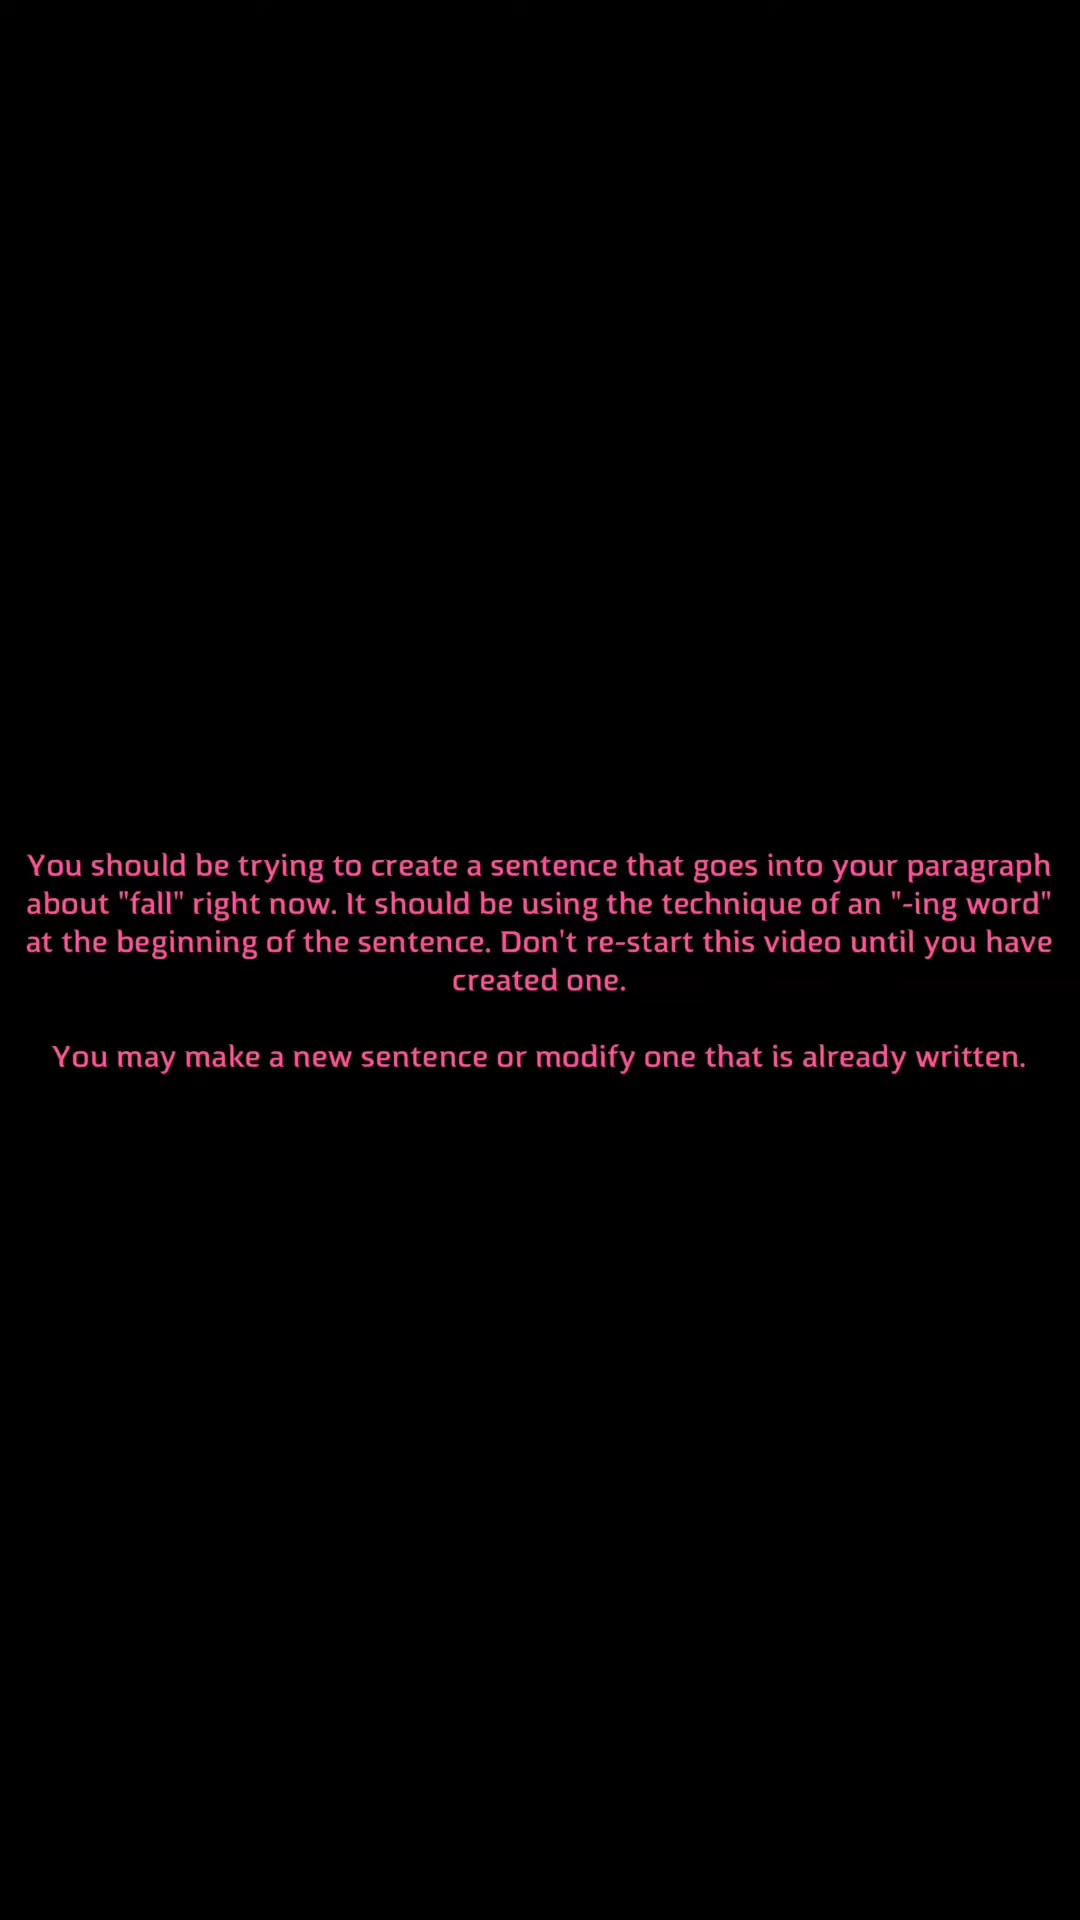 You should be trying to create a sentence that goes into your paragraph
about "fall" right now. It should be using the technique of an "-ing word"
at the beginning of the sentence. Don't re-start this video until you have
created one.
You may make a new sentence or modify one that is already written.